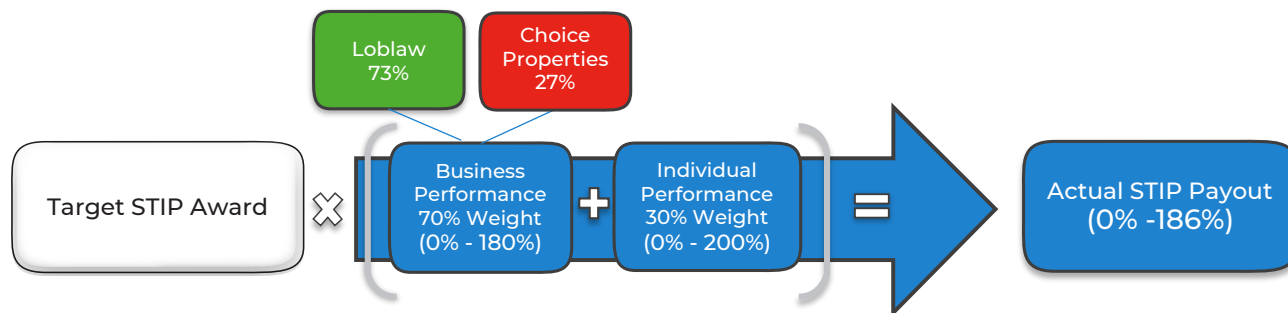 Loblaw
73%
Choice
Properties
27%
Target STIP Award
×
Business
Performance
70% Weight
(0% - 180%)
+
Individual
Performance
30% Weight
(0% - 200%)
=
Actual STIP Payout
(0% -186%)